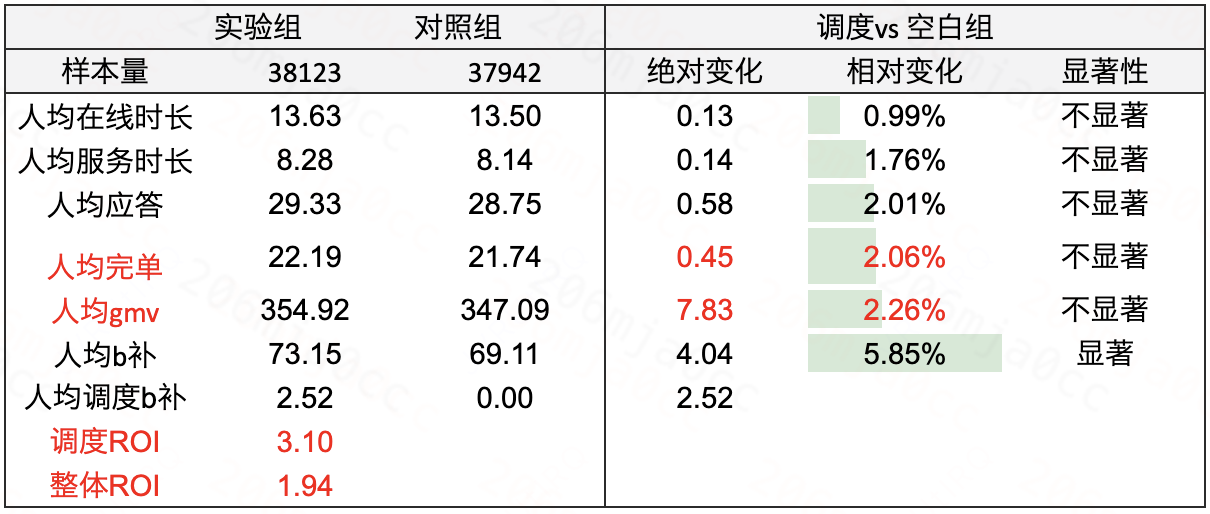 实验组 对照组 调度vs 空白组
样本量 38123 37942 绝对变化 相对变化 显著性
人均在线时长 13.63 13.50 0.13 0.99% 不显著
人均服务时长 8.28 8.14 0.14 1.76% 不显著
人均应答 29.33 28.75 0.58 2.01% 不显著
人均完单 22.19 21.74 0.45 2.06% 不显著
人均gmv 354.92 347.09 7.83 2.26% 不显著
人均b补 73.15 69.11 4.04 5.85% 显著
人均调度b补 2.52 0.00 2.52
调度ROI 3.10
整体ROI 1.94